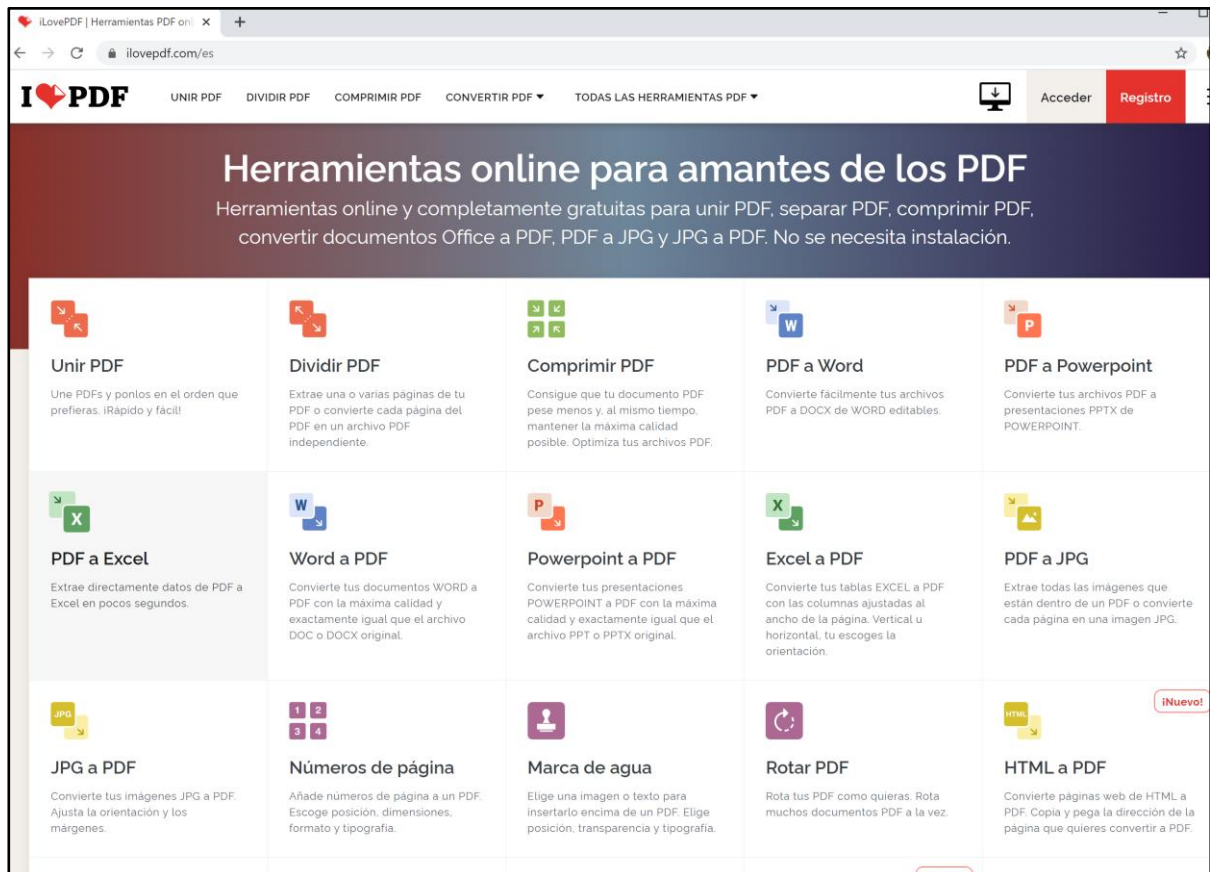 iLovePDF | Herramientas PDF onl
ilovepdf.com/es
I PDF
UNIR PDF
DIVIDIR PDF
COMPRIMIR PDF
CONVERTIR PDF
TODAS LAS HERRAMIENTAS PDF
Acceder
Registro
Herramientas online para amantes de los PDF
Herramientas online y completamente gratuitas para unir PDF, separar PDF, comprimir PDF,
convertir documentos Office a PDF, PDF a JPG y JPG a PDF. No se necesita instalación.
Unir PDF
Une PDFs y ponlos en el orden que
prefieras. ¡Rápido y fácil!
Dividir PDF
Extrae una o varias páginas de tu
PDF o convierte cada página del
PDF en un archivo PDF
independiente.
Comprimir PDF
Consigue que tu documento PDF
pese menos y, al mismo tiempo,
mantener la máxima calidad
posible. Optimiza tus archivos PDF.
W
PDF a Word
Convierte fácilmente tus archivos
PDF a DOCX de WORD editables.
P
PDF a Powerpoint
Convierte tus archivos PDF a
presentaciones PPTX de
POWERPOINT.
X
PDF a Excel
Extrae directamente datos de PDF a
Excel en pocos segundos.
W
Word a PDF
Convierte tus documentos WORD a
PDF con la máxima calidad y
exactamente igual que el archivo
DOC o DOCX original.
P
Powerpoint a PDF
Convierte tus presentaciones
POWERPOINT a PDF con la máxima
calidad y exactamente igual que el
archivo PPT o PPTX original.
X
Excel a PDF
Convierte tus tablas EXCEL a PDF
con las columnas ajustadas al
ancho de la página. Vertical u
horizontal, tu escoges la
orientación.
PDF a JPG
Extrae todas las imágenes que
están dentro de un PDF o convierte
cada página en una imagen JPG.
JPG
JPG a PDF
Convierte tus imágenes JPG a PDF.
Ajusta la orientación y los
márgenes.
1 2
3 4
Números de página
Añade números de página a un PDF.
Escoge posición, dimensiones,
formato y tipografía.
Marca de agua
Elige una imagen o texto para
insertarlo encima de un PDF. Elige
posición, transparencia y tipografía.
Rotar PDF
Rota tus PDF como quieras. Rota
muchos documentos PDF a la vez.
¡Nuevo!
HTML
HTML a PDF
Convierte páginas web de HTML a
PDF. Copia y pega la dirección de la
página que quieres convertir a PDF.